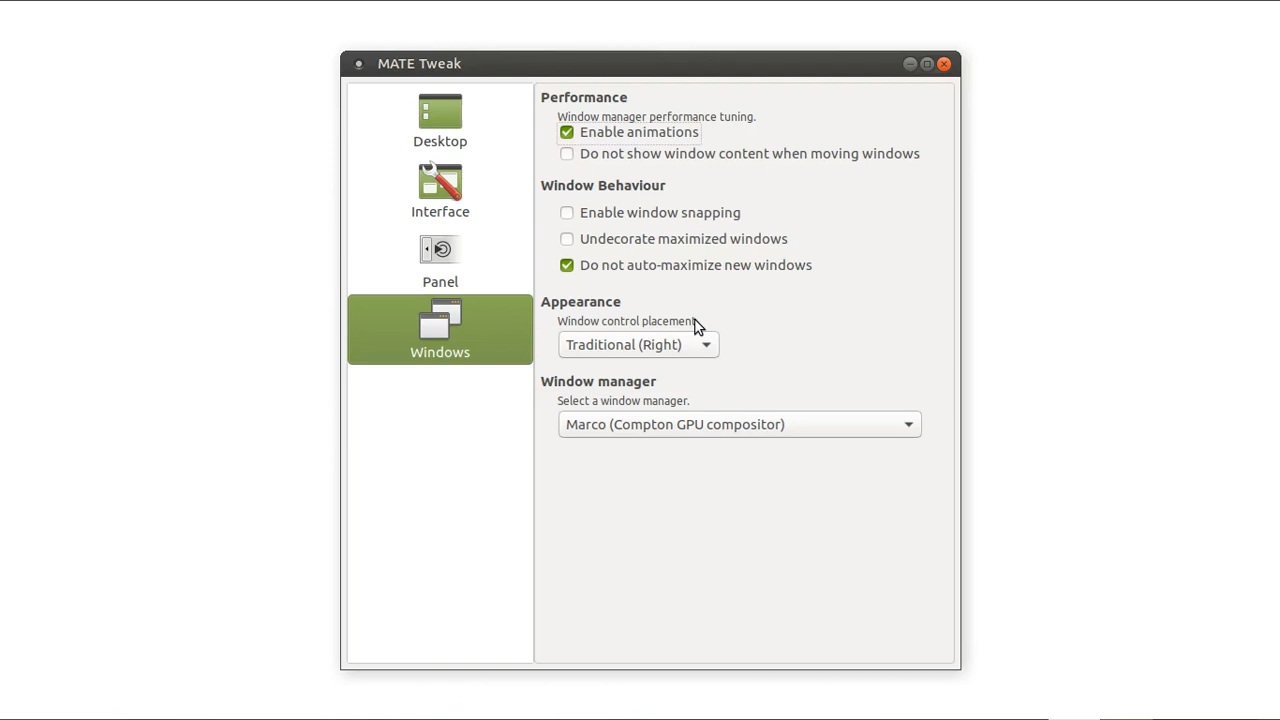 MATE Tweak
Desktop
Interface
Panel
Windows
Performance
Window manager performance tuning.
Enable animations
Do not show window content when moving windows
Window Behaviour
Enable window snapping
Undecorate maximized windows
Do not auto-maximize new windows
Appearance
Window control placement.
Traditional (Right)
Window manager
Select a window manager.
Marco (Compton GPU compositor)